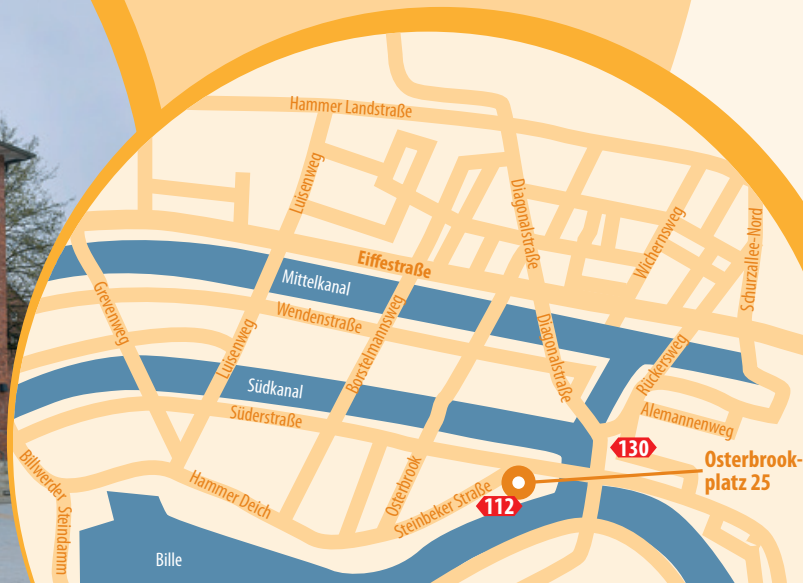 Hammer Landstraße
Luisenweg
Diagonalstraße
Wichernsweg
Schurzallee-Nord
Eiffestraße
Mittelkanal
Grevenweg
Wendenstraße
Borstelmannsweg
Luisenweg
Diagonalstraße
Rückersweg
Südkanal
Süderstraße
Alemannenweg
130
Osterbrook-
platz 25
Billwerder
Steindamm
Hammer Deich
Osterbrook
Steinbeker Straße
112
Bille